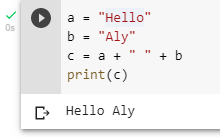 a = "Hello"
b = "Aly"
c = a + " " + b
print(c)
0s
Hello Aly